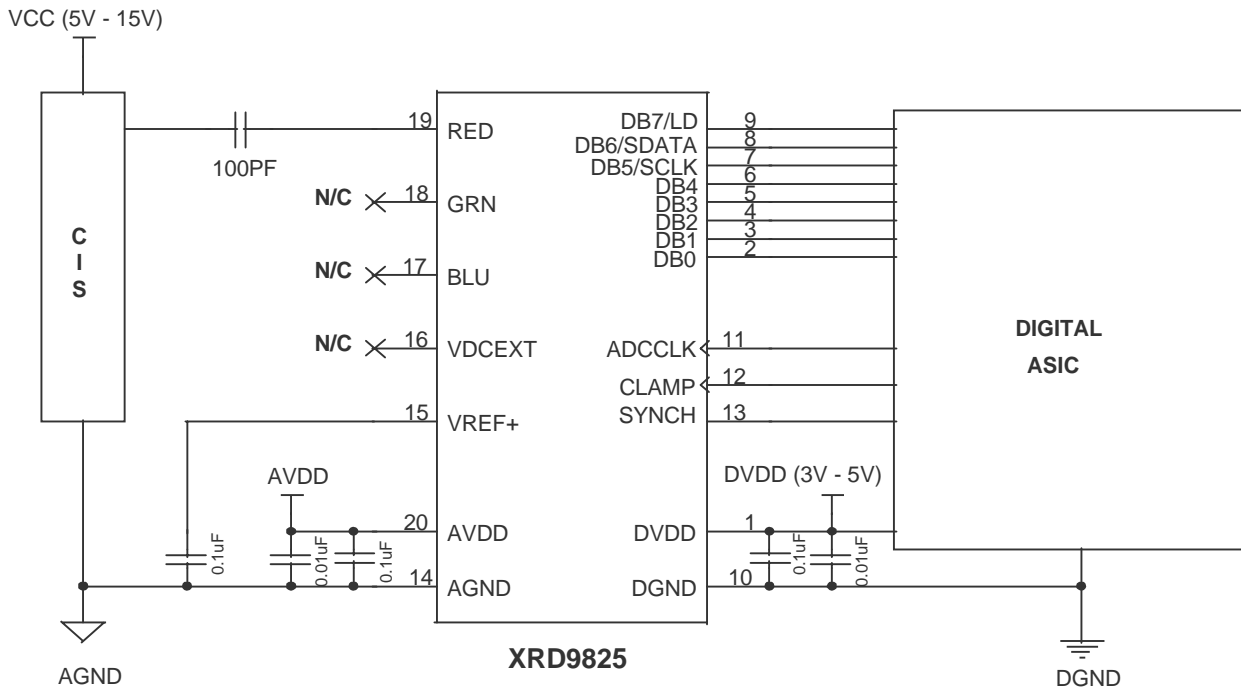 VCC (5V - 15V)
C
I
S
100PF
19 RED
N/C 18 GRN
N/C 17 BLU
N/C 16 VDCEXT
15 VREF+
AVDD
20 AVDD
14 AGND
0.1uF
0.01uF
0.1uF
AGND
DB7/LD 9
DB6/SDATA 8
DB5/SCLK 7
DB4 6
DB3 5
DB2 4
DB1 3
DB0 2
ADCCLK 11
CLAMP 12
SYNCH 13
DVDD (3V - 5V)
DVDD 1
DGND 10
0.1uF
0.01uF
XRD9825
DIGITAL
ASIC
DGND